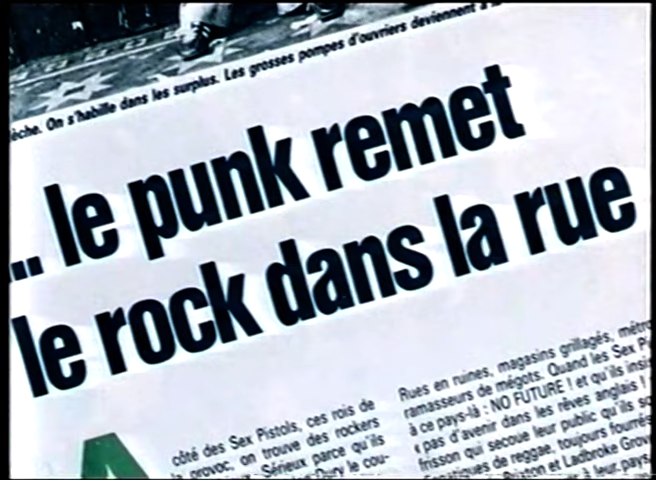 èche. On s'habille dans les surplus. Les grosses pompes d'ouvriers deviennent
... le punk remet
le rock dans la rue
A
côté des Sex Pistols, ces rois de
la provoc, on trouve des rockers
Sérieux parce qu'ils
Dury le cou-
Rues en ruines, magasins grillagés, métro
ramasseurs de mégots. Quand les Sex
à ce pays-là : NO FUTURE ! et qu'ils
« pas d'avenir dans les rêves anglais !
frisson qui secoue leur public qu'ils
de reggae, toujours fourrés
Brixton et Ladbroke Grove
à leur pays